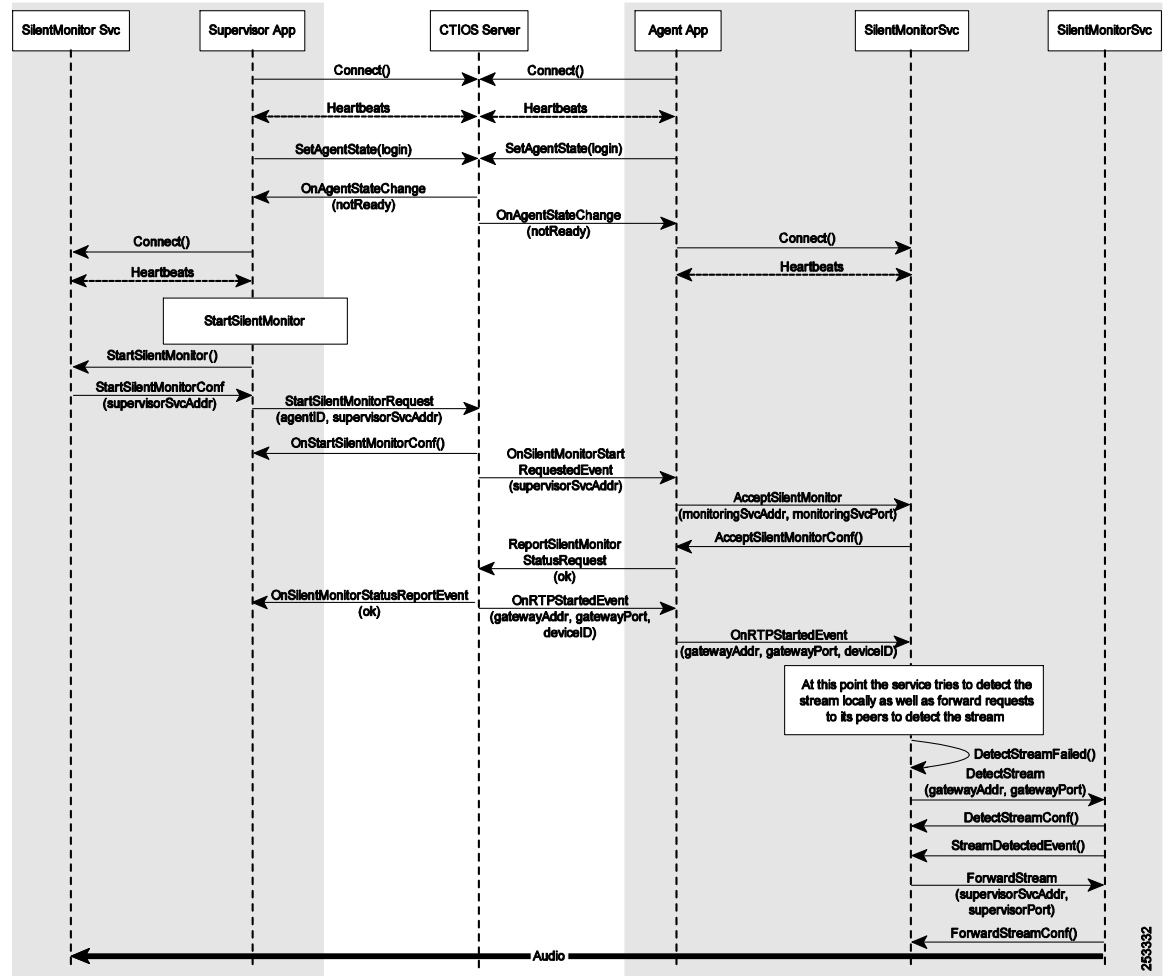 SilentMonitor Svc
Supervisor App
CTIOS Server
Agent App
SilentMonitorSvc
SilentMonitorSvc
Connect()
Connect()
Heartbeats
Heartbeats
SetAgentState(login)
SetAgentState(login)
OnAgentStateChange
(notReady)
OnAgentStateChange
(notReady)
Connect()
Connect()
Heartbeats
Heartbeats
StartSilentMonitor
StartSilentMonitor()
StartSilentMonitorConf
(supervisorSvcAddr)
StartSilentMonitorRequest
(agentID, supervisorSvcAddr)
OnStartSilentMonitorConf()
OnSilentMonitorStart
RequestedEvent
(supervisorSvcAddr)
AcceptSilentMonitor
(monitoringSvcAddr, monitoringSvcPort)
AcceptSilentMonitorConf()
ReportSilentMonitor
StatusRequest
(ok)
OnSilentMonitorStatusReportEvent
(ok)
OnRTPStartedEvent
(gatewayAddr, gatewayPort,
deviceID)
OnRTPStartedEvent
(gatewayAddr, gatewayPort, deviceID)
At this point the service tries to detect the
stream locally as well as forward requests
to its peers to detect the stream
DetectStreamFailed()
DetectStream
(gatewayAddr, gatewayPort)
DetectStreamConf()
StreamDetectedEvent()
ForwardStream
(supervisorSvcAddr,
supervisorPort)
ForwardStreamConf()
Audio
253332